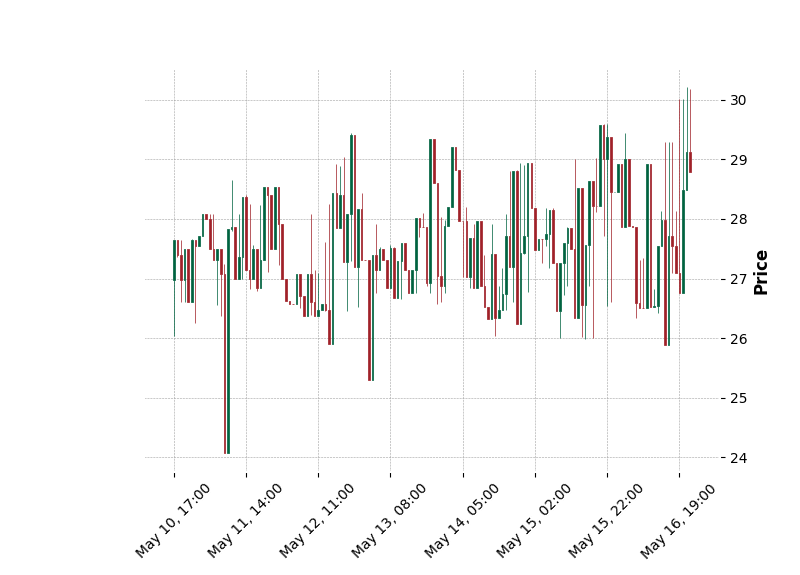 30
29
28
27
26
25
24
Price
May 10, 17:00
May 11, 14:00
May 12, 11:00
May 13, 08:00
May 14, 05:00
May 15, 02:00
May 15, 22:00
May 16, 19:00